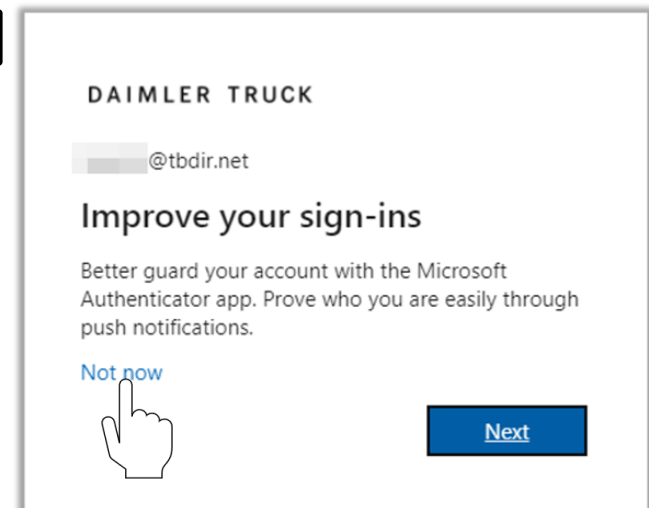 DAIMLER TRUCK
@tbdir.net
Improve your sign-ins
Better guard your account with the Microsoft
Authenticator app. Prove who you are easily through
push notifications.
Not now
Next